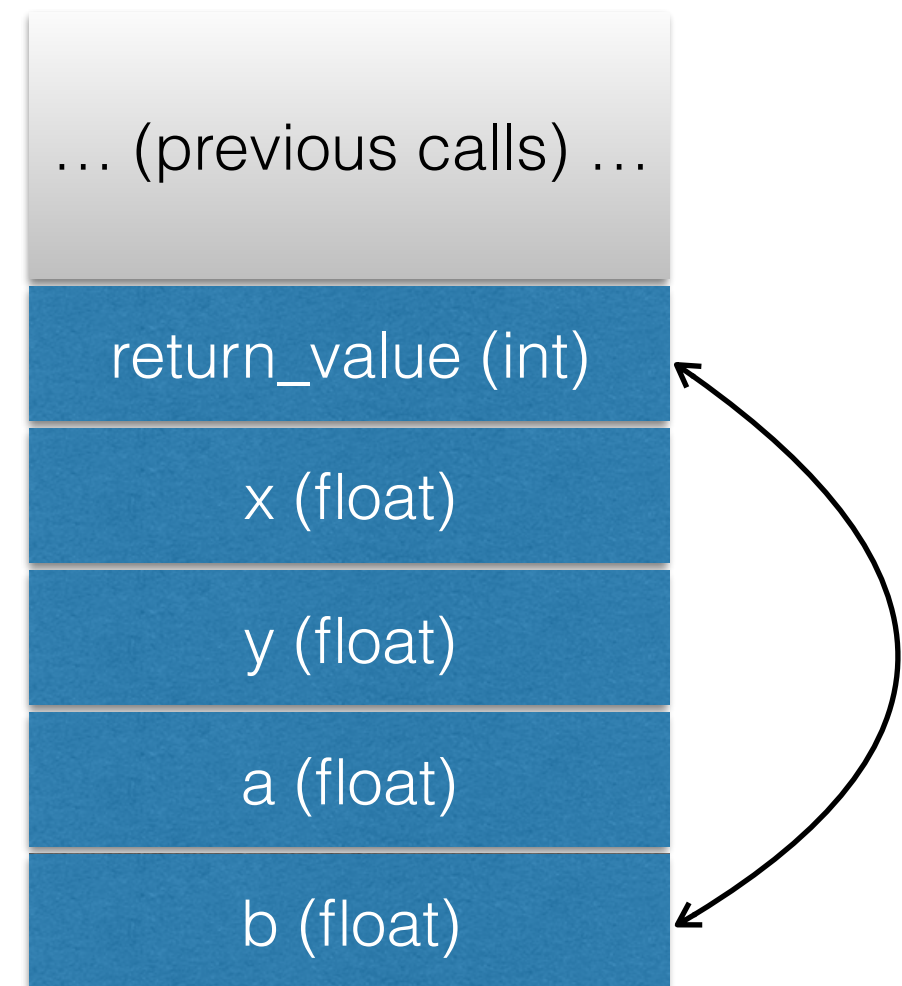 … (previous calls) …
return_value (int)
x (float)
y (float)
a (float)
b (float)